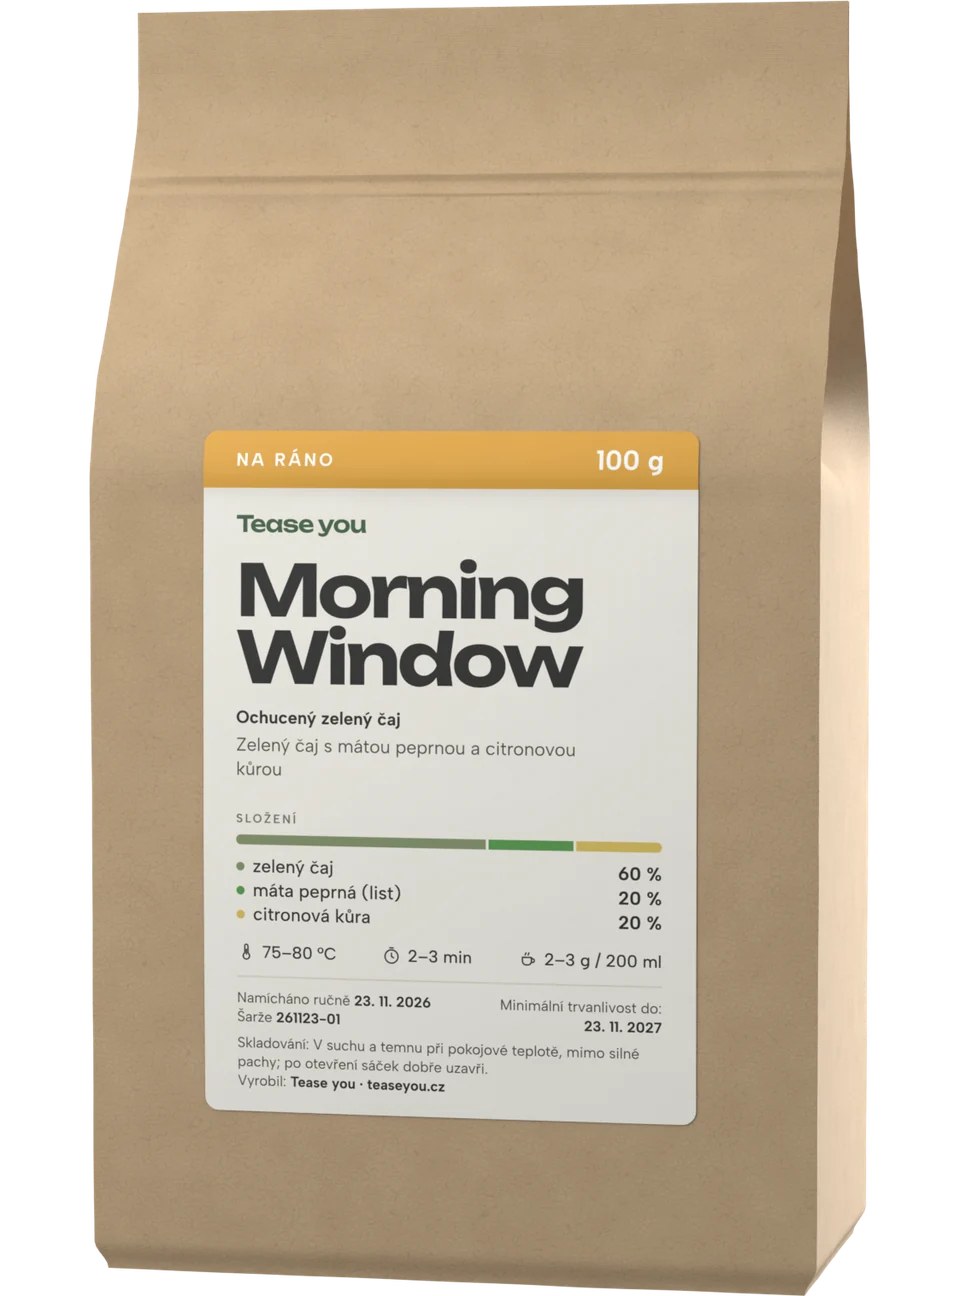 NA RÁNO 100 g
Tease you
Morning
Window
Ochucený zelený čaj
Zelený čaj s mátou peprnou a citronovou
kůrou
SLOŽENÍ
zelený čaj 60 %
máta peprná (list) 20 %
citronová kůra 20 %
75–80 °C 2–3 min 2–3 g / 200 ml
Namícháno ručně 23. 11. 2026
Šarže 261123-01
Minimální trvanlivost do:
23. 11. 2027
Skladování: V suchu a temnu při pokojové teplotě, mimo silné
pachy; po otevření sáček dobře uzavři.
Vyrobil: Tease you · teaseyou.cz